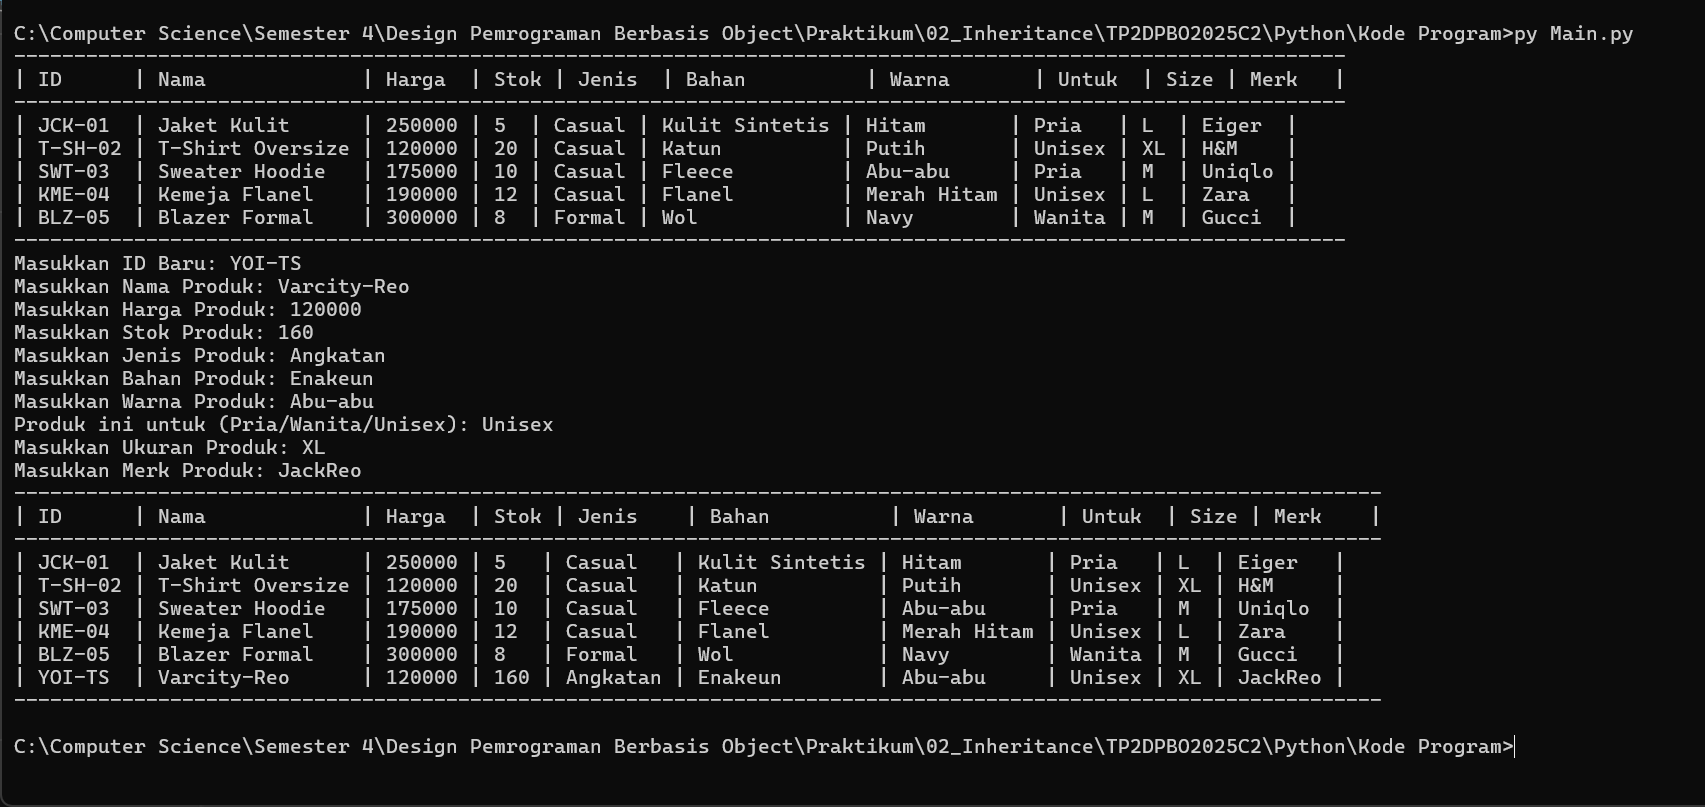 C:\Computer Science\Semester 4\Design Pemrograman Berbasis Object\Praktikum\02_Inheritance\TP2DPBO2025C2\Python\Kode Program>py Main.py
---------------------------------------------------------------------------------------------------------------
| ID      | Nama             | Harga  | Stok | Jenis  | Bahan            | Warna       | Untuk  | Size | Merk   |
---------------------------------------------------------------------------------------------------------------
| JCK-01  | Jaket Kulit      | 250000 | 5  | Casual | Kulit Sintetis | Hitam       | Pria   | L  | Eiger  |
| T-SH-02 | T-Shirt Oversize | 120000 | 20 | Casual | Katun          | Putih       | Unisex | XL | H&M    |
| SWT-03  | Sweater Hoodie   | 175000 | 10 | Casual | Fleece         | Abu-abu     | Pria   | M  | Uniqlo |
| KME-04  | Kemeja Flanel    | 190000 | 12 | Casual | Flanel         | Merah Hitam | Unisex | L  | Zara   |
| BLZ-05  | Blazer Formal    | 300000 | 8  | Formal | Wol            | Navy        | Wanita | M  | Gucci  |
---------------------------------------------------------------------------------------------------------------
Masukkan ID Baru: YOI-TS
Masukkan Nama Produk: Varcity-Reo
Masukkan Harga Produk: 120000
Masukkan Stok Produk: 160
Masukkan Jenis Produk: Angkatan
Masukkan Bahan Produk: Enakeun
Masukkan Warna Produk: Abu-abu
Produk ini untuk (Pria/Wanita/Unisex): Unisex
Masukkan Ukuran Produk: XL
Masukkan Merk Produk: JackReo
------------------------------------------------------------------------------------------------------------------
| ID      | Nama             | Harga  | Stok | Jenis    | Bahan          | Warna       | Untuk  | Size | Merk    |
------------------------------------------------------------------------------------------------------------------
| JCK-01  | Jaket Kulit      | 250000 | 5   | Casual   | Kulit Sintetis | Hitam       | Pria   | L  | Eiger   |
| T-SH-02 | T-Shirt Oversize | 120000 | 20  | Casual   | Katun          | Putih       | Unisex | XL | H&M     |
| SWT-03  | Sweater Hoodie   | 175000 | 10  | Casual   | Fleece         | Abu-abu     | Pria   | M  | Uniqlo  |
| KME-04  | Kemeja Flanel    | 190000 | 12  | Casual   | Flanel         | Merah Hitam | Unisex | L  | Zara    |
| BLZ-05  | Blazer Formal    | 300000 | 8   | Formal   | Wol            | Navy        | Wanita | M  | Gucci   |
| YOI-TS  | Varcity-Reo      | 120000 | 160 | Angkatan | Enakeun        | Abu-abu     | Unisex | XL | JackReo |
------------------------------------------------------------------------------------------------------------------
C:\Computer Science\Semester 4\Design Pemrograman Berbasis Object\Praktikum\02_Inheritance\TP2DPBO2025C2\Python\Kode Program>